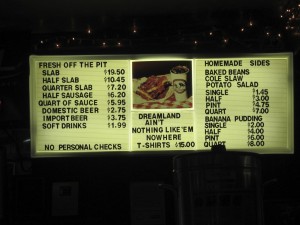 FRESH OFF THE PIT
SLAB $19.50
HALF SLAB $10.45
QUARTER SLAB $7.20
HALF SAUSAGE $6.20
QUART OF SAUCE $5.95
DOMESTIC BEER $2.75
IMPORT BEER $3.75
SOFT DRINKS $1.99
NO PERSONAL CHECKS
DREAMLAND
AIN'T
NOTHING LIKE'EM
NOWHERE
T-SHIRTS $15.00
HOMEMADE SIDES
BAKED BEANS
COLE SLAW
POTATO SALAD
SINGLE $1.45
HALF $3.00
PINT $4.75
QUART $7.00
BANANA PUDDING
SINGLE $2.00
HALF $4.00
PINT $6.00
QUART $8.00